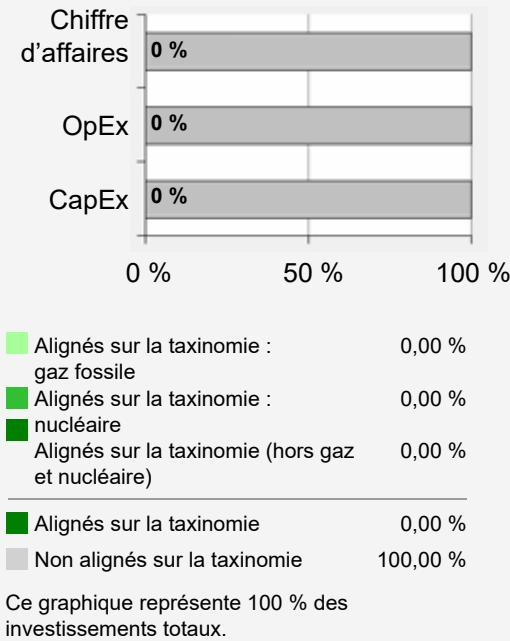 Chiffre
d’affaires
0 %
OpEx
0 %
CapEx
0 %
0 % 50 % 100 %
Alignés sur la taxinomie : 0,00 %
gaz fossile
Alignés sur la taxinomie : 0,00 %
nucléaire
Alignés sur la taxinomie (hors gaz 0,00 %
et nucléaire)
Alignés sur la taxinomie 0,00 %
Non alignés sur la taxinomie 100,00 %
Ce graphique représente 100 % des
investissements totaux.